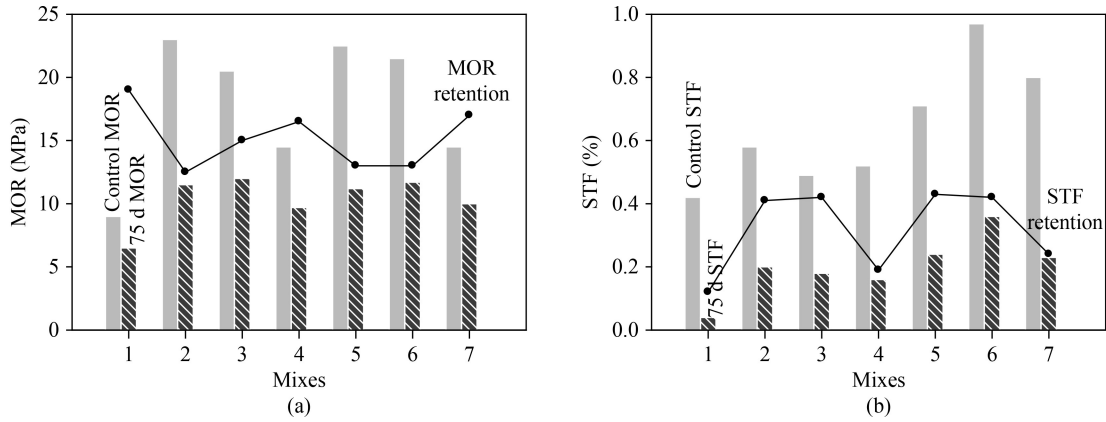 25
20
15
10
5
0
MOR (MPa)
Control MOR
75 d MOR
MOR
retention
1 2 3 4 5 6 7
Mixes
(a)
1.0
0.8
0.6
0.4
0.2
0.0
STF (%)
Control STF
75 d STF
STF
retention
1 2 3 4 5 6 7
Mixes
(b)